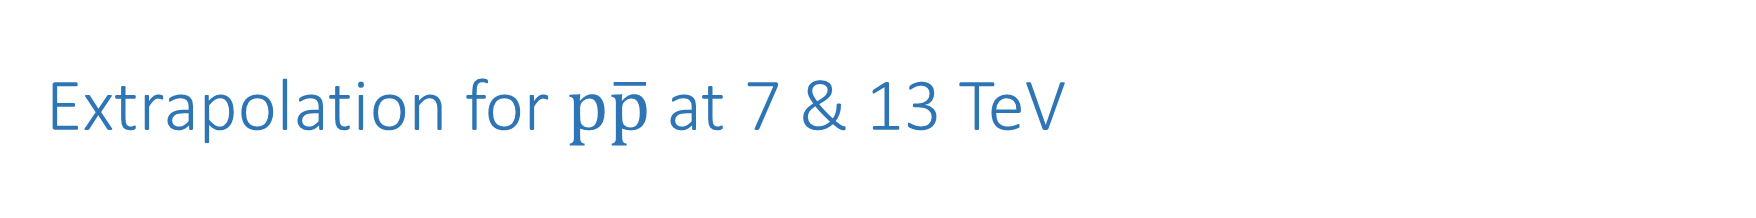 Extrapolation for pp̅ at 7 & 13 TeV